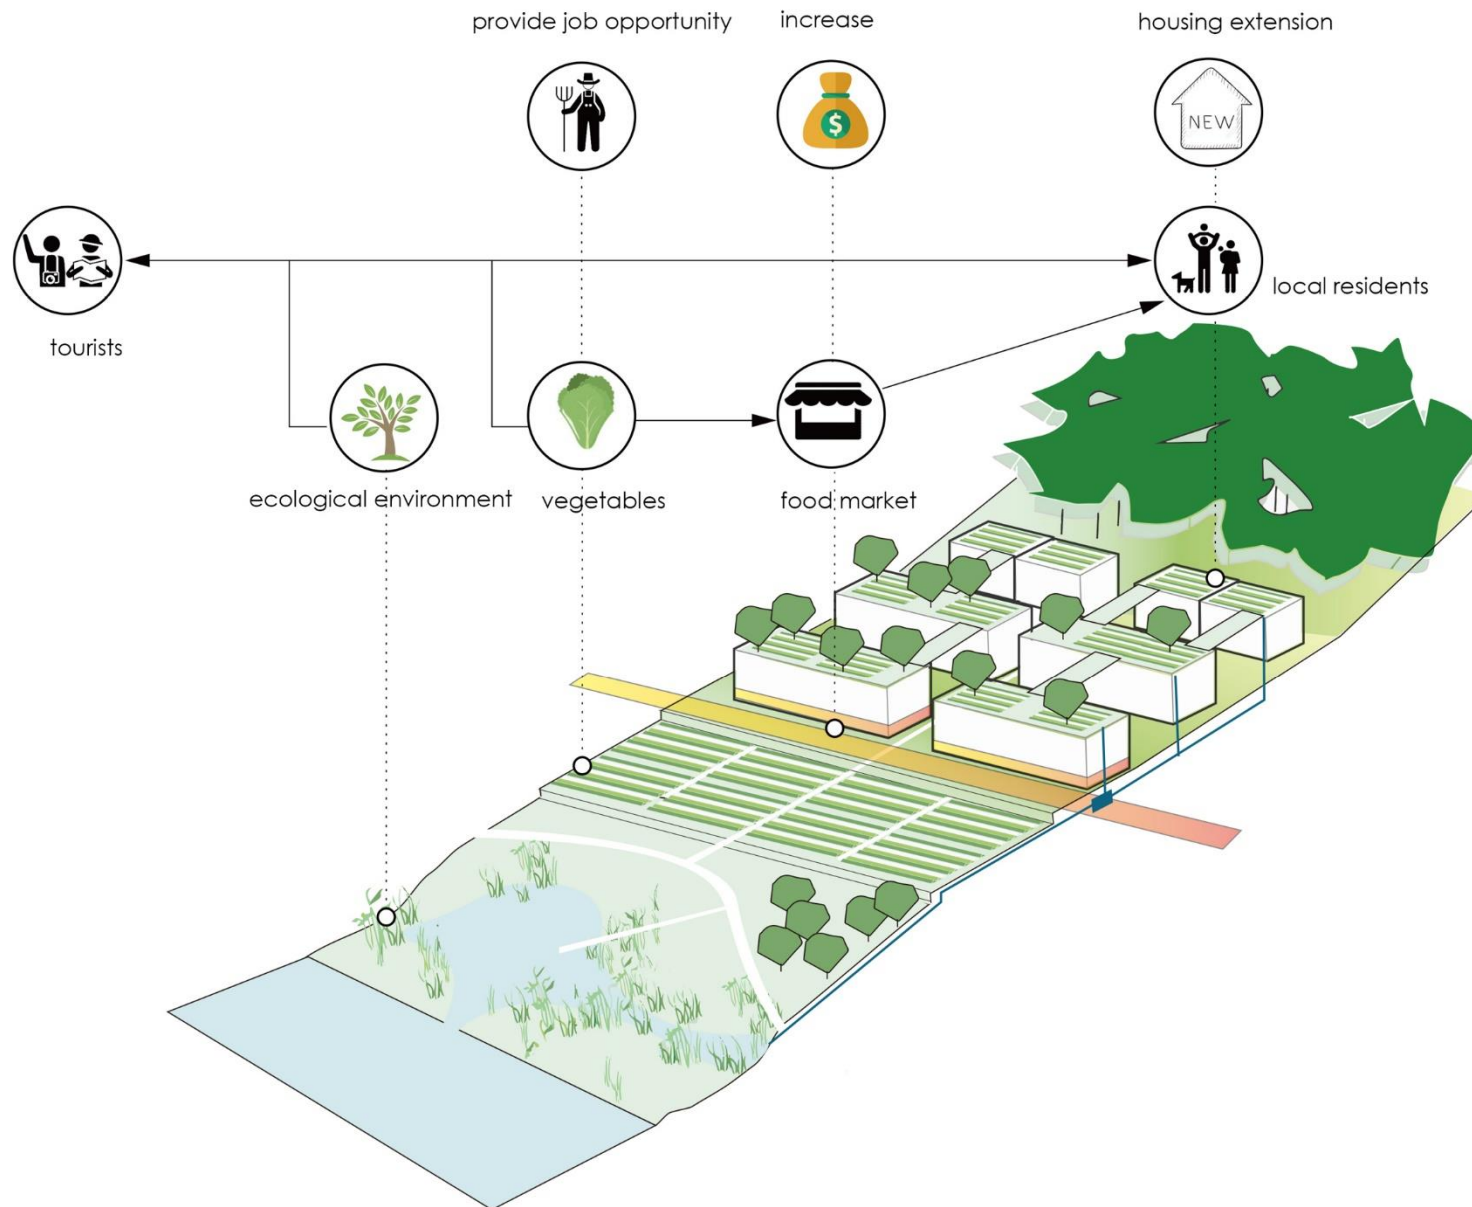 provide job opportunity
increase
housing extension
NEW
$
local residents
tourists
ecological environment
vegetables
food market